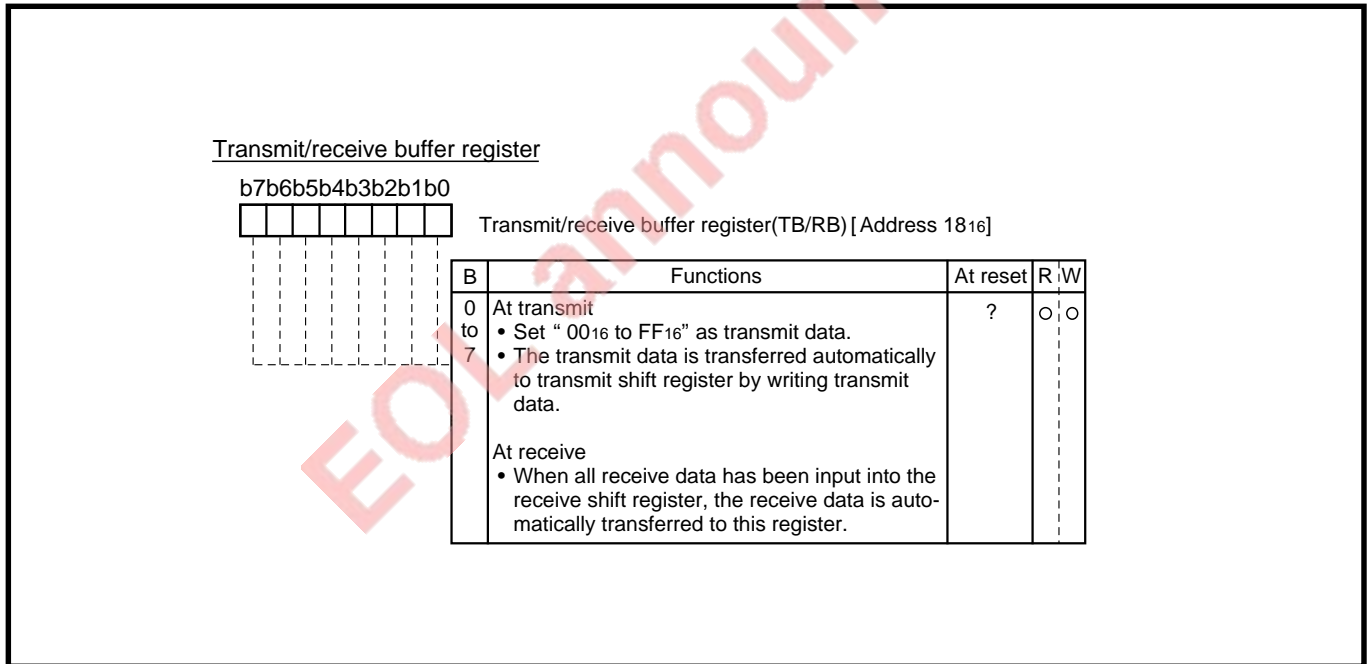 Transmit/receive buffer register
b7b6b5b4b3b2b1b0
Transmit/receive buffer register(TB/RB) [ Address 1816]
B Functions At reset R W
0 At transmit ? ○ ○
to • Set “ 0016 to FF16” as transmit data.
7 • The transmit data is transferred automatically
to transmit shift register by writing transmit
data.
At receive
• When all receive data has been input into the
receive shift register, the receive data is auto-
matically transferred to this register.
EOL announ